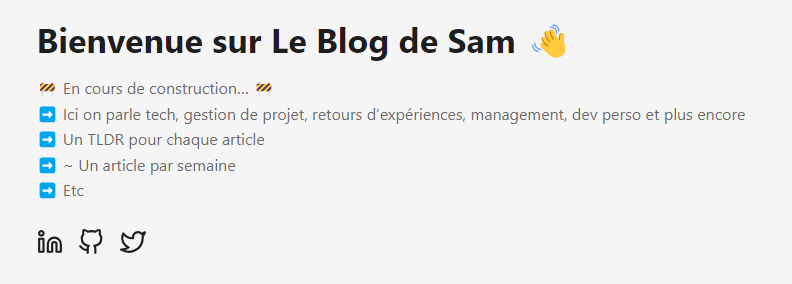 Bienvenue sur Le Blog de Sam 👋
🚧 En cours de construction... 🚧
➡️ Ici on parle tech, gestion de projet, retours d'expériences, management, dev perso et plus encore
➡️ Un TLDR pour chaque article
➡️ ~ Un article par semaine
➡️ Etc
in